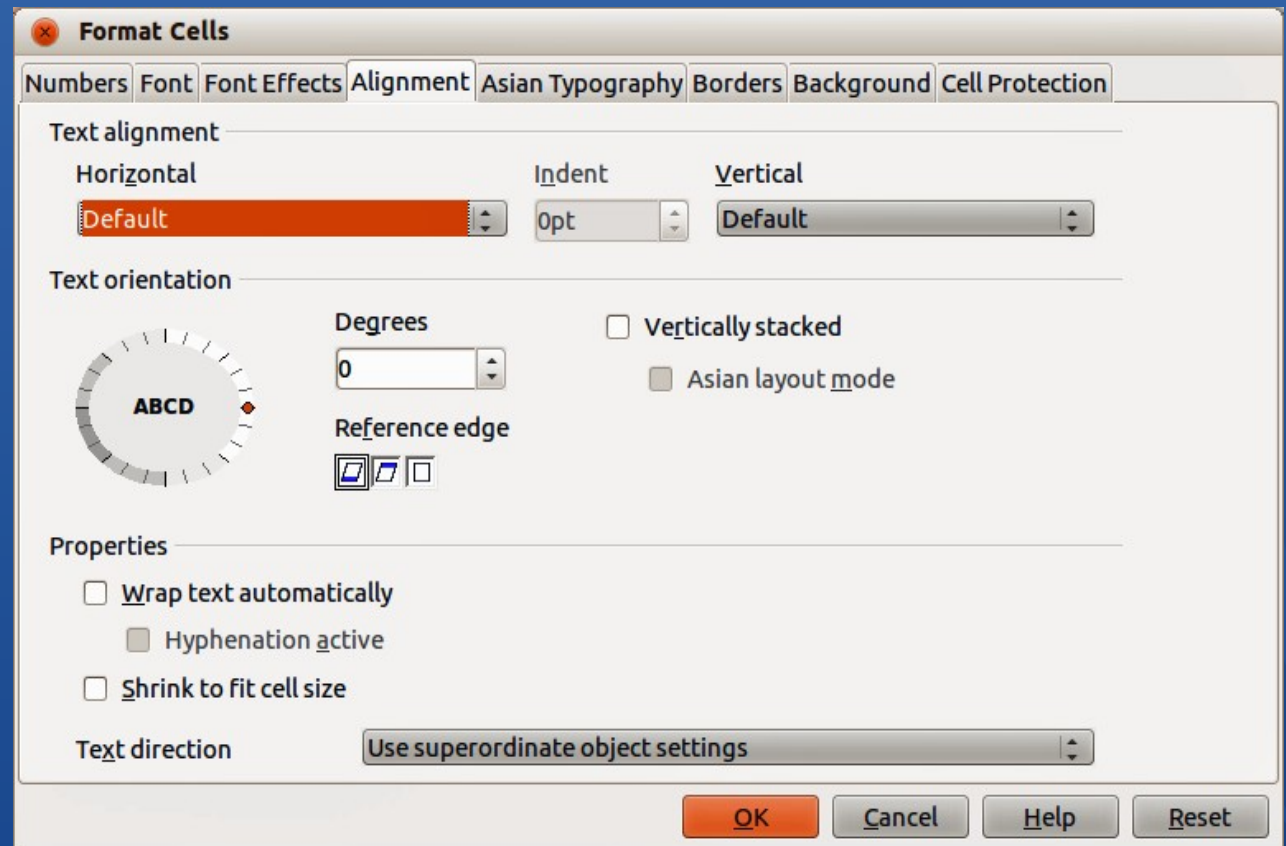 Format Cells
Numbers Font Font Effects Alignment Asian Typography Borders Background Cell Protection
Text alignment
Horizontal Indent Vertical
Default 0pt Default
Text orientation
Degrees Vertically stacked
0
Asian layout mode
ABCD
Reference edge
Properties
Wrap text automatically
Hyphenation active
Shrink to fit cell size
Text direction Use superordinate object settings
OK Cancel Help Reset